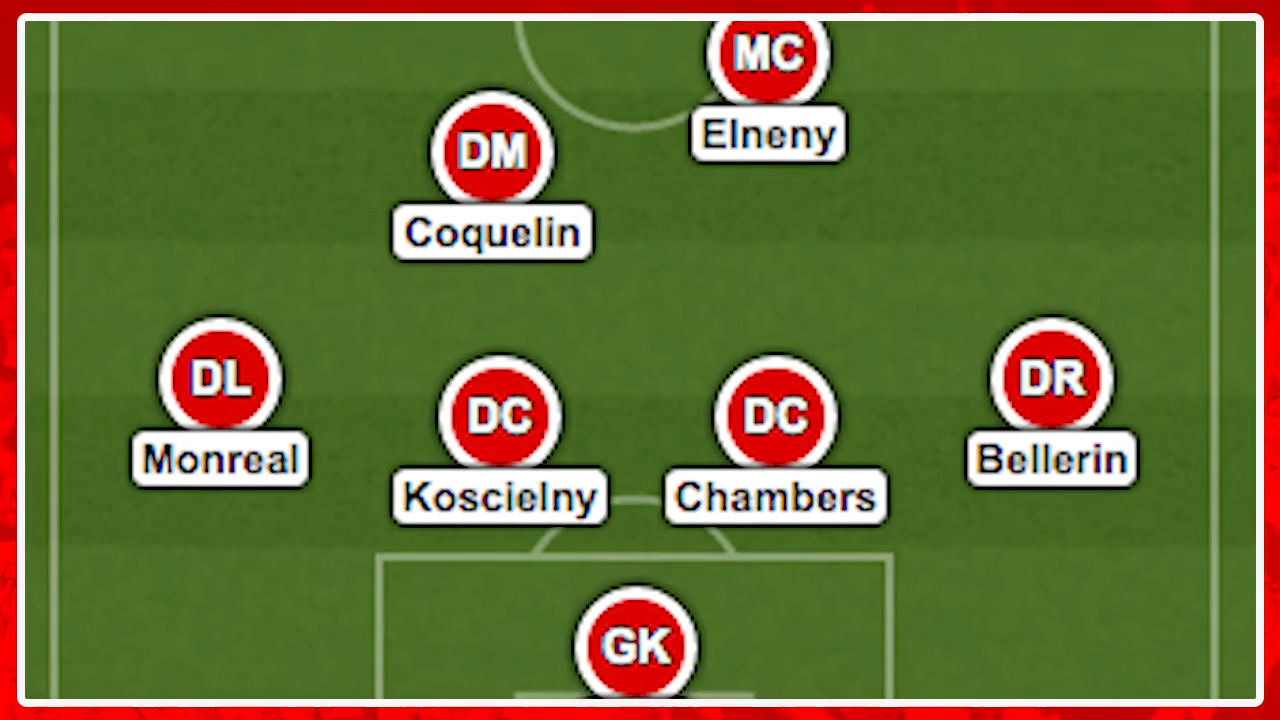 MC
Elneny
DM
Coquelin
DL
Monreal
DC
Koscielny
DC
Chambers
DR
Bellerin
GK